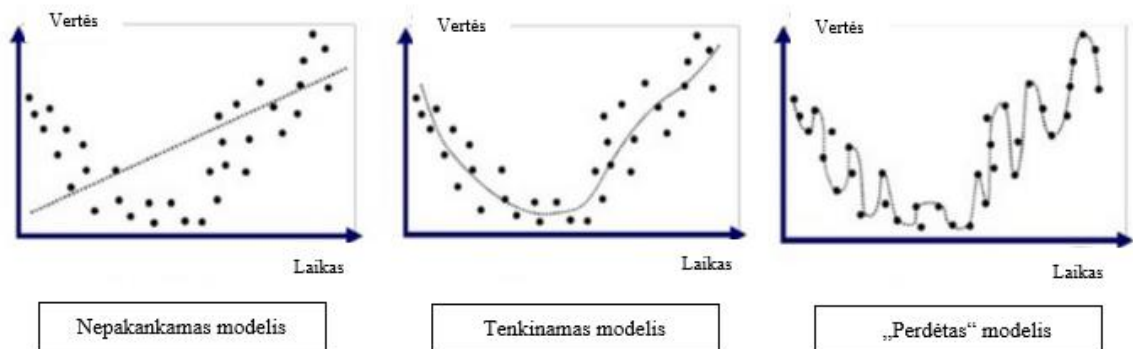 Vertės
Laikas
Nepakankamas modelis
Vertės
Laikas
Tenkinamas modelis
Vertės
Laikas
„Perdėtas“ modelis